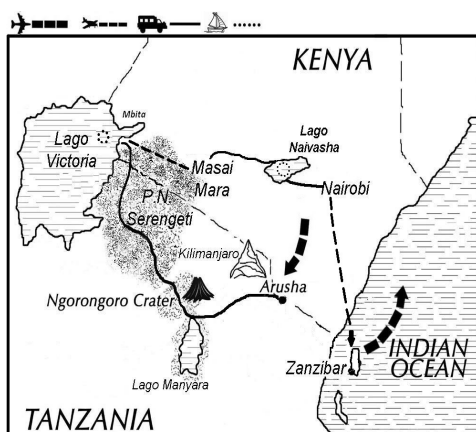 KENYA
Mbita
Lago
Victoria
Lago
Naivasha
Masai
Mara
Nairobi
P.N.
Serengeti
Kilimanjaro
Arusha
Ngorongoro Crater
INDIAN
OCEAN
Zanzibar
Lago Manyara
TANZANIA